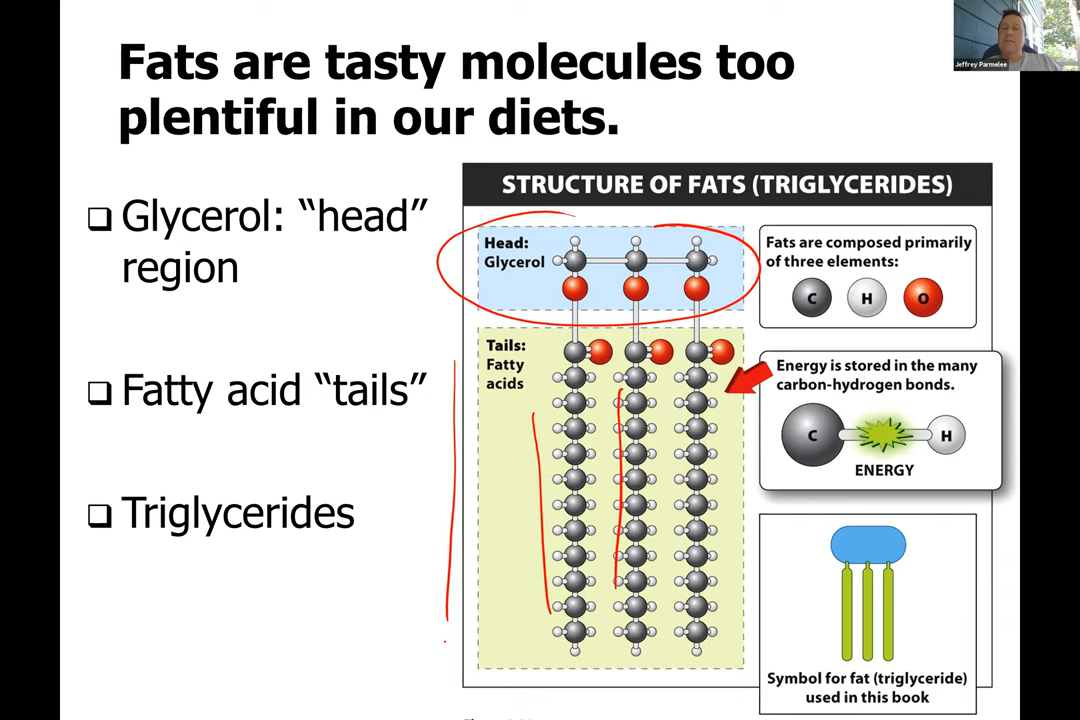 Fats are tasty molecules too
plentiful in our diets.
Jeffrey Parmelee
Glycerol: “head”
region
Fatty acid “tails”
Triglycerides
STRUCTURE OF FATS (TRIGLYCERIDES)
Head:
Glycerol
Tails:
Fatty
acids
Fats are composed primarily
of three elements:
C H O
Energy is stored in the many
carbon-hydrogen bonds.
C H
ENERGY
Symbol for fat (triglyceride)
used in this book